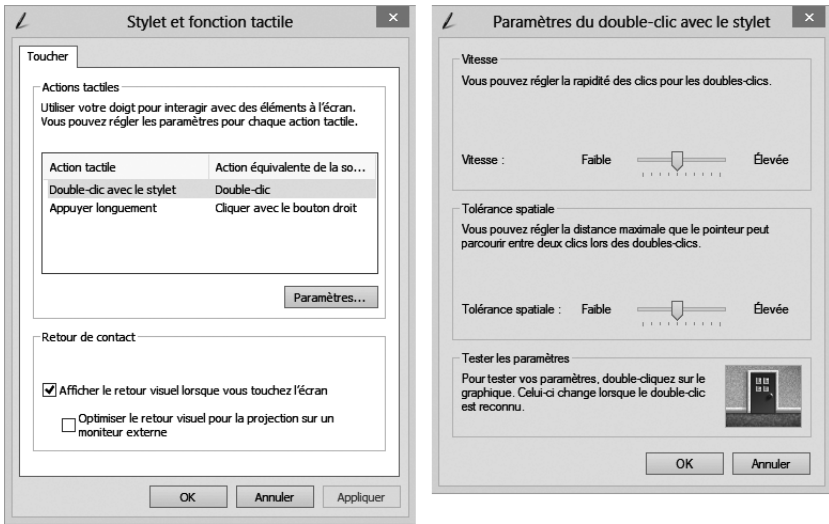 Stylet et fonction tactile
Toucher
Actions tactiles
Utiliser votre doigt pour interagir avec des éléments à l'écran.
Vous pouvez régler les paramètres pour chaque action tactile.
Action tactile Action équivalente de la so...
Double-clic avec le stylet Double-clic
Appuyer longuement Cliquer avec le bouton droit
Paramètres...
Retour de contact
Afficher le retour visuel lorsque vous touchez l'écran
Optimiser le retour visuel pour la projection sur un
moniteur externe
OK Annuler Appliquer
Paramètres du double-clic avec le stylet
Vitesse
Vous pouvez régler la rapidité des clics pour les doubles-clics.
Vitesse : Faible Élevée
Tolérance spatiale
Vous pouvez régler la distance maximale que le pointeur peut
parcourir entre deux clics lors des doubles-clics.
Tolérance spatiale : Faible Élevée
Tester les paramètres
Pour tester vos paramètres, double-cliquez sur le
graphique. Celui-ci change lorsque le double-clic
est reconnu.
OK Annuler